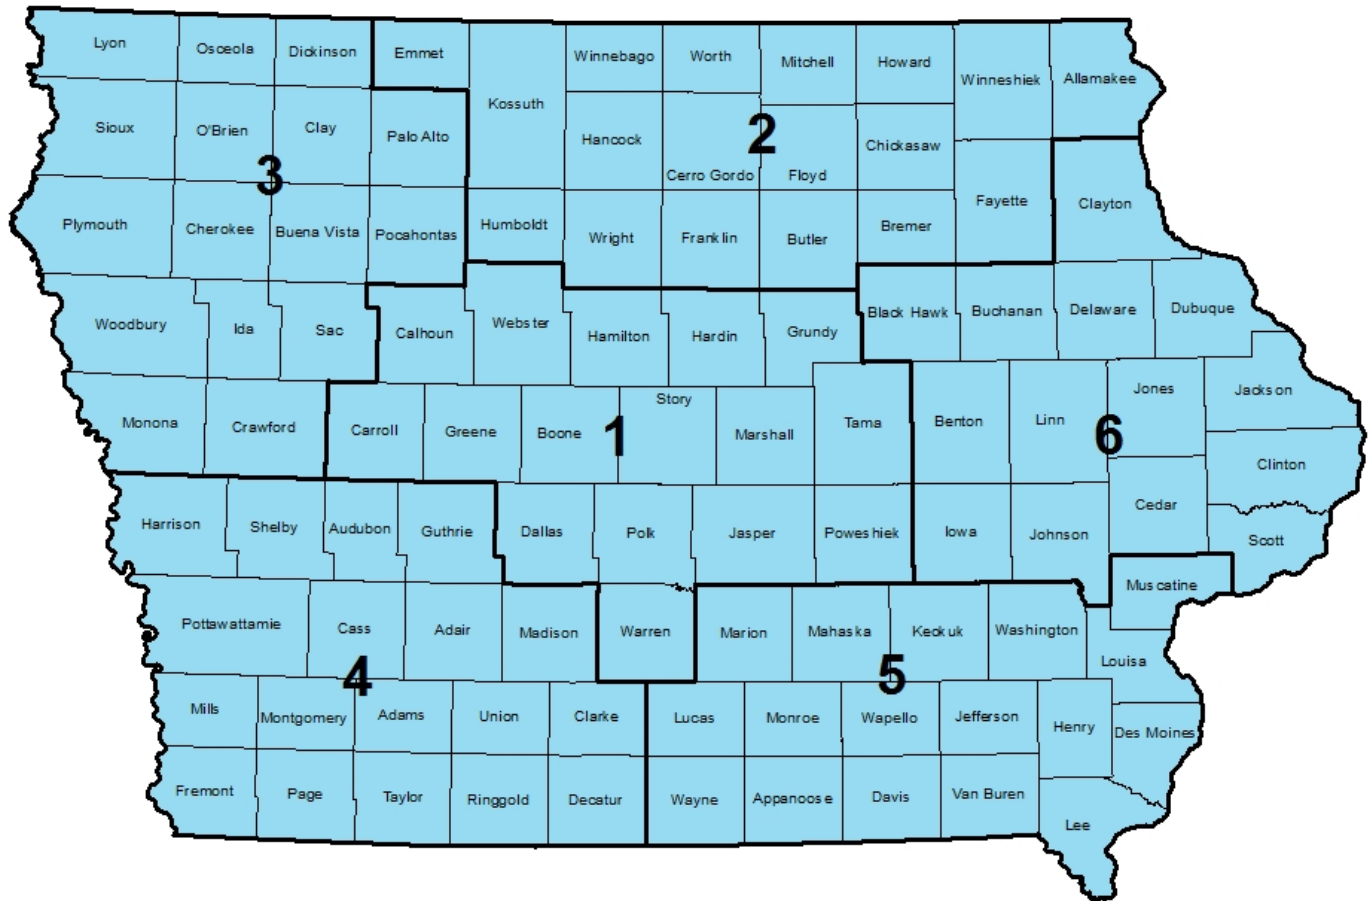 Lyon
Osceola
Dickinson
Emmet
Winnebago
Worth
Mitchell
Howard
Winneshiek
Allamakee
Kossuth
Sioux
O'Brien
Clay
Palo Alto
Hancock
2
Chickasaw
3
Cerro Gordo
Floyd
Fayette
Clayton
Plymouth
Cherokee
Buena Vista
Pocahontas
Humboldt
Wright
Franklin
Butler
Bremer
Woodbury
Ida
Sac
Calhoun
Webster
Hamilton
Hardin
Grundy
Black Hawk
Buchanan
Delaware
Dubuque
Monona
Crawford
Carroll
Greene
Boone
1
Story
Marshall
Tama
Benton
Linn
6
Jones
Jackson
Clinton
Harrison
Shelby
Audubon
Guthrie
Dallas
Polk
Jasper
Poweshiek
Iowa
Johnson
Cedar
Scott
Muscatine
Pottawattamie
Cass
Adair
Madison
Warren
Marion
Mahaska
Keokuk
Washington
Louisa
4
5
Mills
Montgomery
Adams
Union
Clarke
Lucas
Monroe
Wapello
Jefferson
Henry
Des Moines
Fremont
Page
Taylor
Ringgold
Decatur
Wayne
Appanoose
Davis
Van Buren
Lee